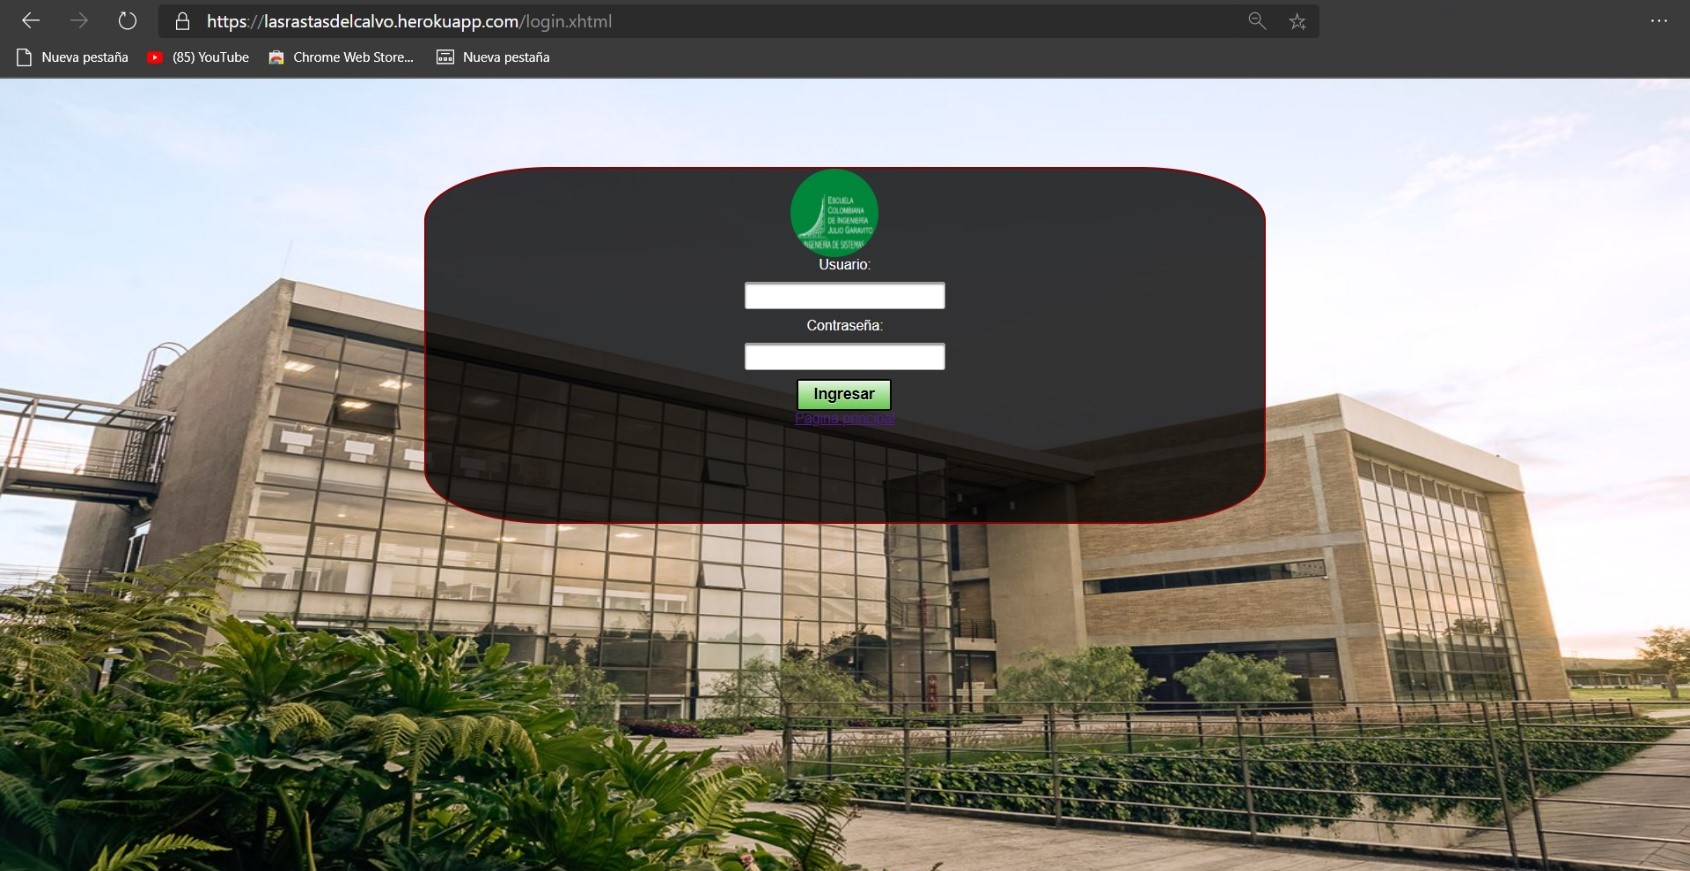 https://lasrastasdelcalvo.herokuapp.com/login.xhtml
Nueva pestaña
(85) YouTube
Chrome Web Store...
Nueva pestaña
ESCUELA
COLOMBIANA
DE INGENIERÍA
JULIO GARAVITO
INGENIERÍA DE SISTEMAS
Usuario:
Contraseña:
Ingresar
Página principal